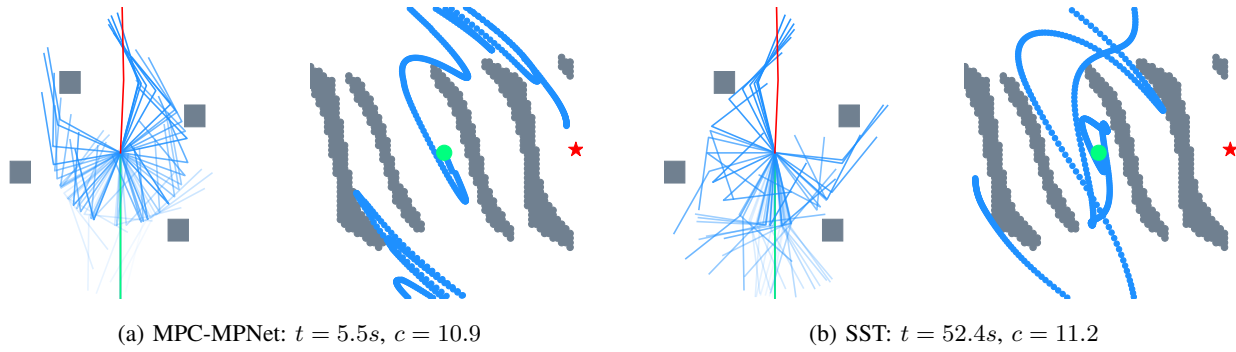 (a) MPC-MPNet: t = 5.5s, c = 10.9
(b) SST: t = 52.4s, c = 11.2